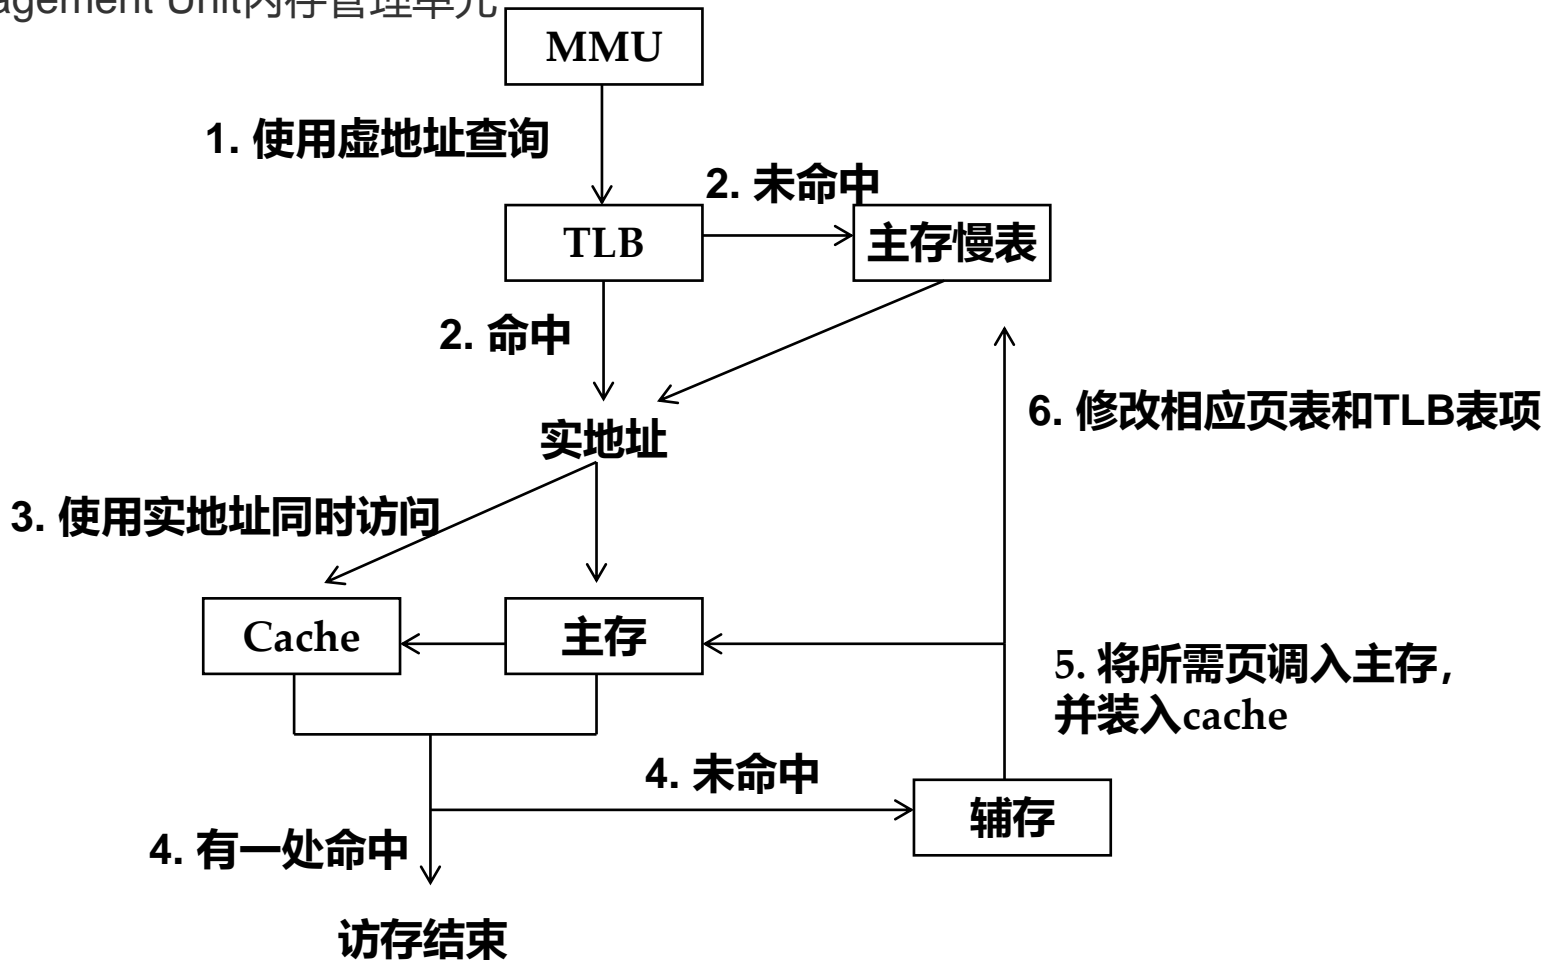 agement Unit内存管理单元
MMU
1. 使用虚地址查询
2. 未命中
TLB
主存慢表
2. 命中
6. 修改相应页表和TLB表项
实地址
3. 使用实地址同时访问
Cache
主存
5. 将所需页调入主存，
并装入cache
4. 未命中
辅存
4. 有一处命中
访存结束